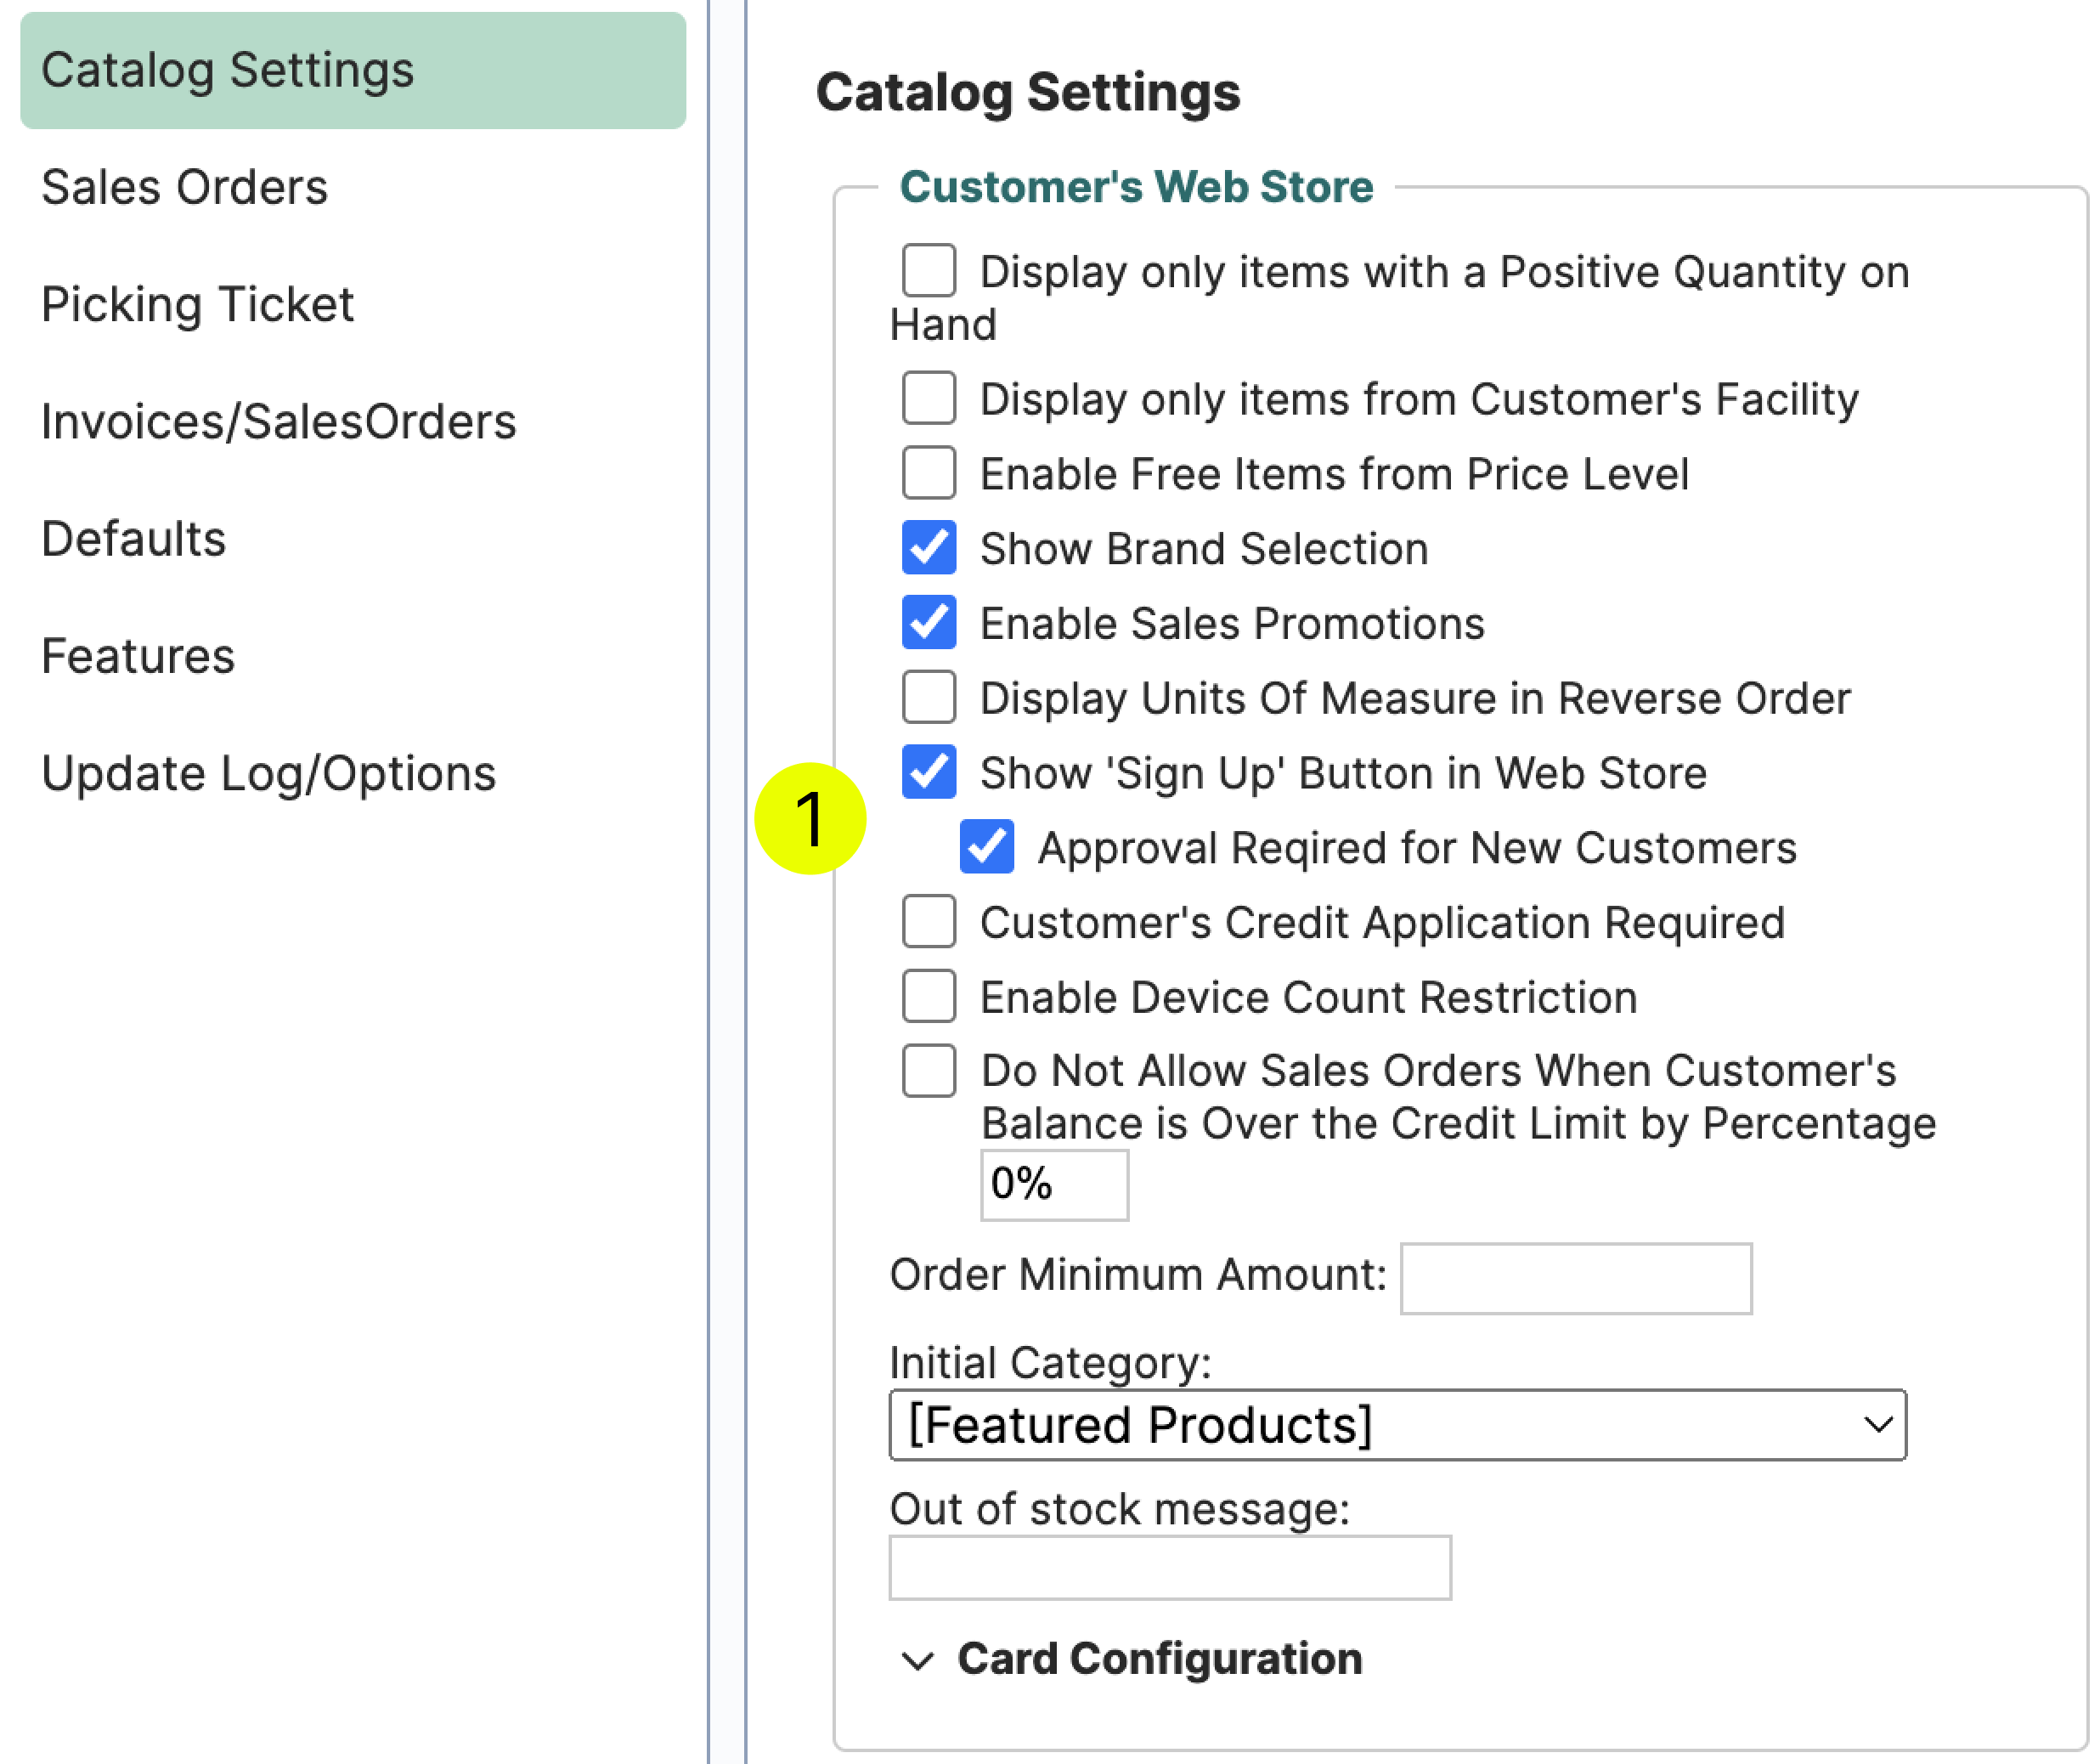 Catalog Settings
Sales Orders
Picking Ticket
Invoices/SalesOrders
Defaults
Features
Update Log/Options
Catalog Settings
Customer's Web Store
Display only items with a Positive Quantity on
Hand
Display only items from Customer's Facility
Enable Free Items from Price Level
Show Brand Selection
Enable Sales Promotions
Display Units Of Measure in Reverse Order
Show 'Sign Up' Button in Web Store
1
Approval Reqired for New Customers
Customer's Credit Application Required
Enable Device Count Restriction
Do Not Allow Sales Orders When Customer's
Balance is Over the Credit Limit by Percentage
0%
Order Minimum Amount:
Initial Category:
[Featured Products]
Out of stock message:
Card Configuration